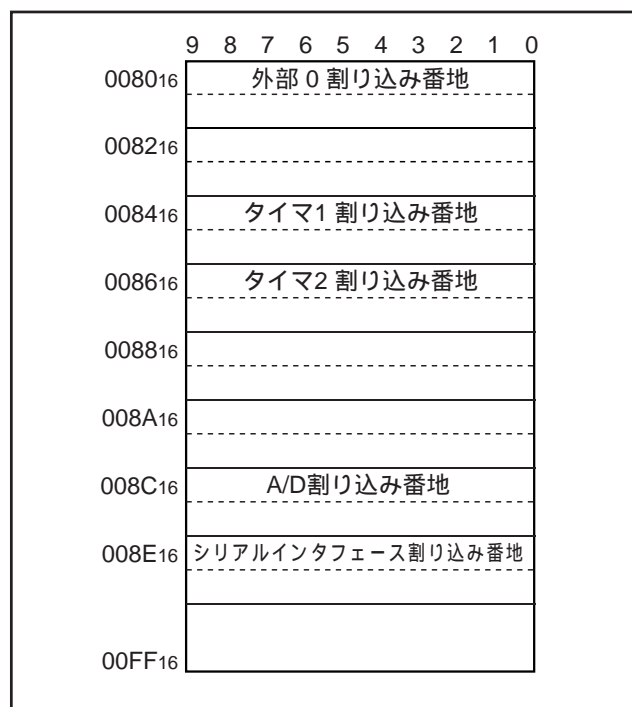 9 8 7 6 5 4 3 2 1 0
008016 外部 0 割り込み番地
008216
008416 タイマ1 割り込み番地
008616 タイマ2 割り込み番地
008816
008A16
008C16 A/D割り込み番地
008E16 シリアルインタフェース割り込み番地
00FF16